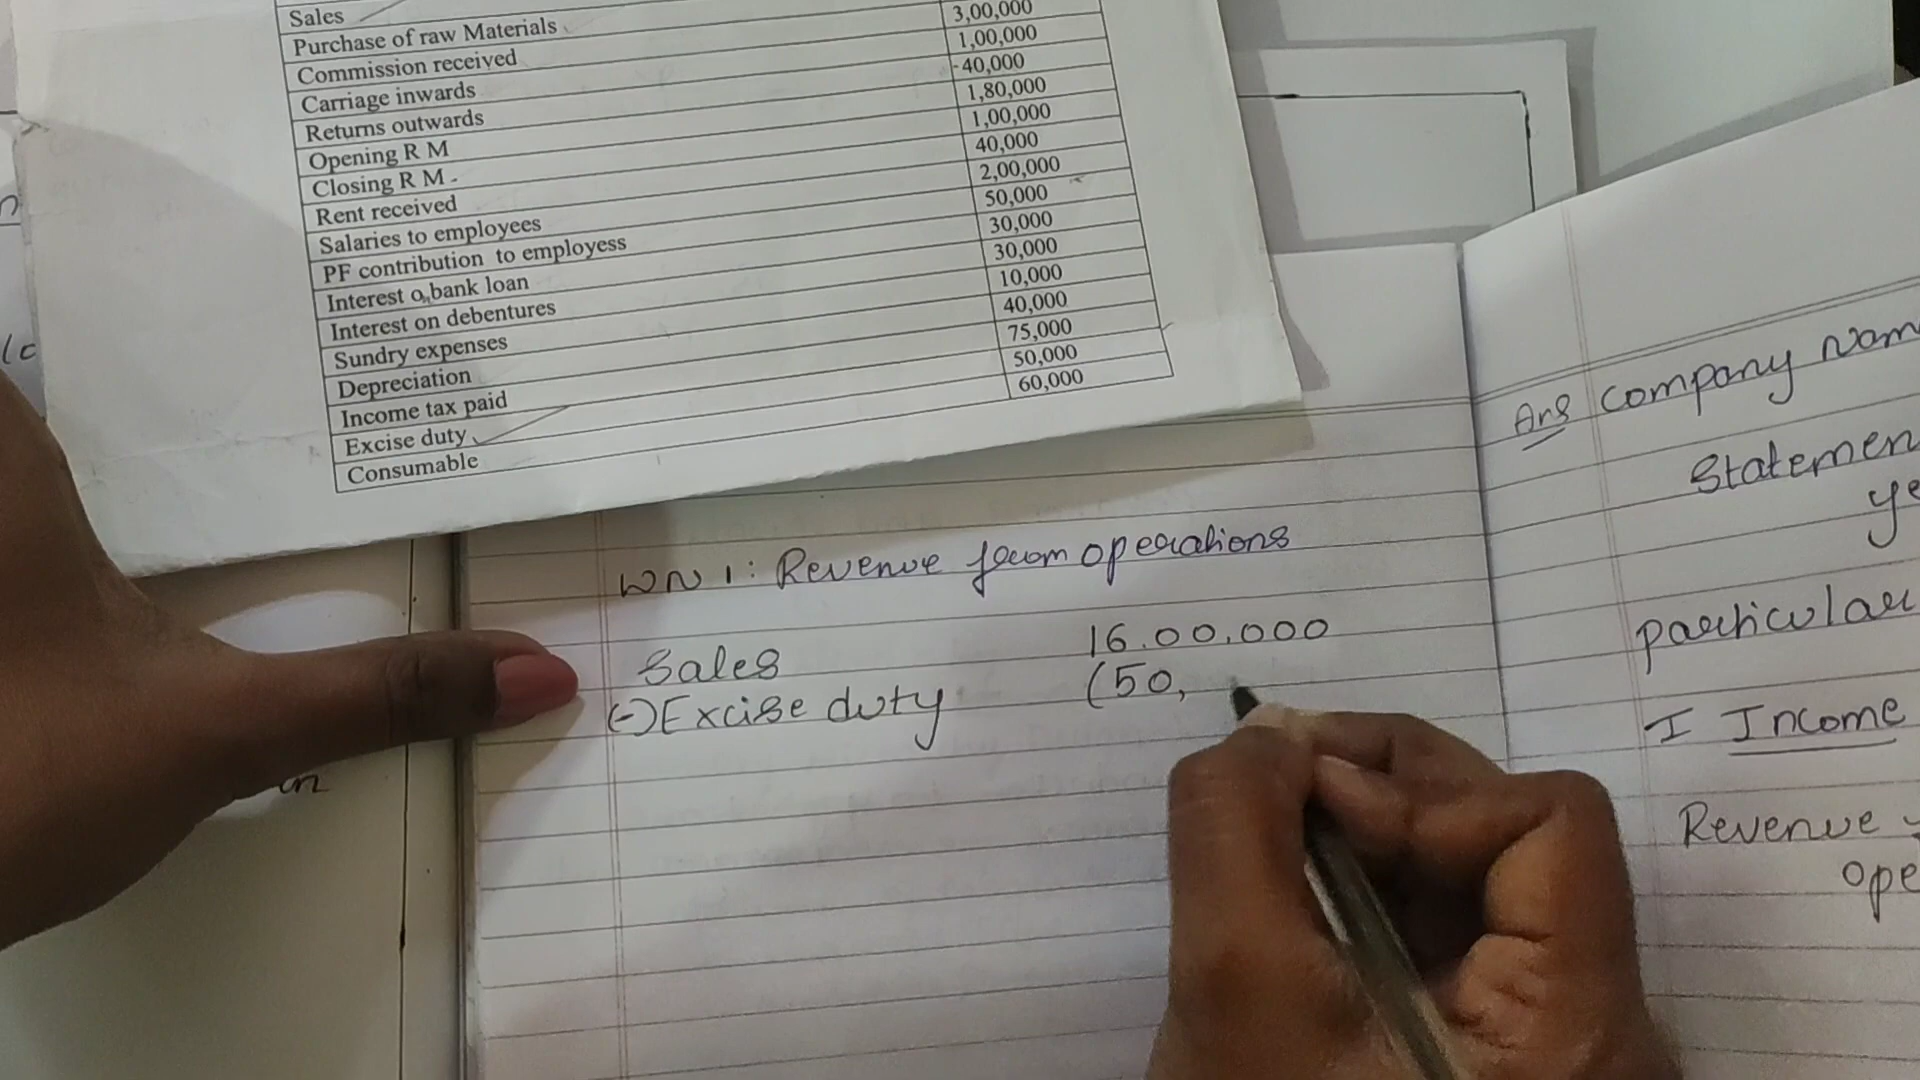 Sales
Purchase of raw Materials
Commission received 3,00,000
Carriage inwards 1,00,000
Returns outwards 40,000
Opening R M 1,80,000
Closing R M 1,00,000
Rent received 40,000
Salaries to employees 2,00,000
PF contribution to employess 50,000
Interest o bank loan 30,000
Interest on debentures 30,000
Sundry expenses 10,000
Depreciation 40,000
Income tax paid 75,000
Excise duty 50,000
Consumable 60,000
WN 1: Revenue from operations
Sales 16.00.000
(-) Excise duty (50,
Ans Company Nam
Statemen
ye
particular
I Income
Revenue
ope